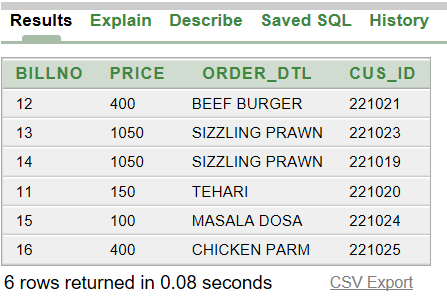 Results Explain Describe Saved SQL History
BILLNO PRICE ORDER_DTL CUS_ID
12 400 BEEF BURGER 221021
13 1050 SIZZLING PRAWN 221023
14 1050 SIZZLING PRAWN 221019
11 150 TEHARI 221020
15 100 MASALA DOSA 221024
16 400 CHICKEN PARM 221025
6 rows returned in 0.08 seconds CSV Export